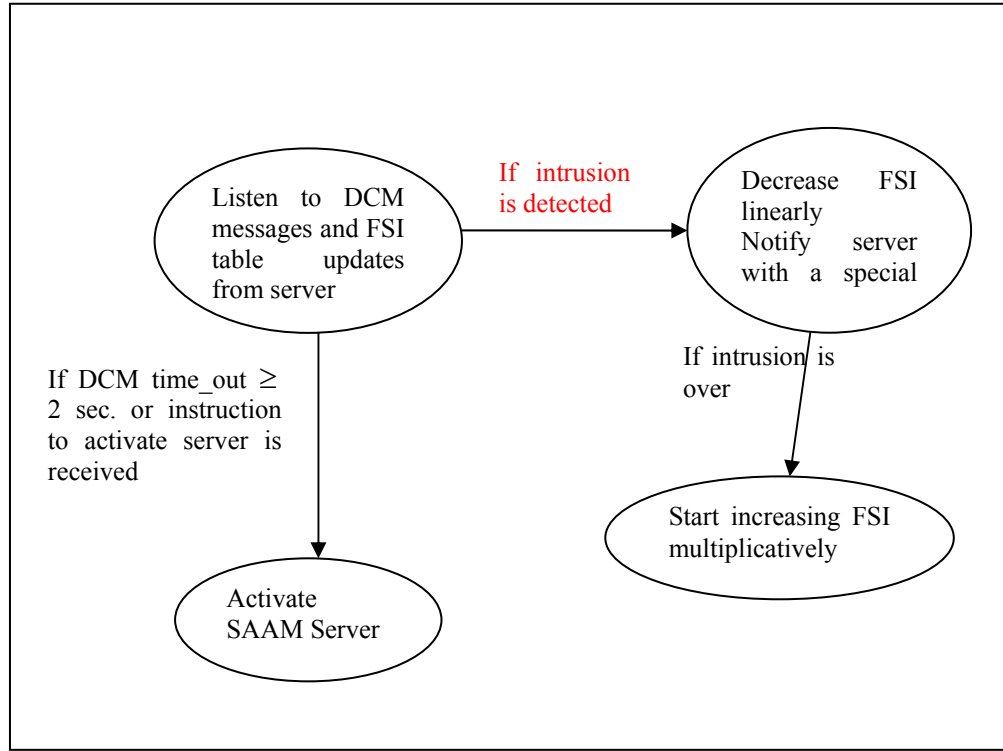 Listen to DCM
messages and FSI
table updates
from server
If intrusion
is detected
Decrease FSI
linearly
Notify server
with a special
If DCM time_out ≥
2 sec. or instruction
to activate server is
received
If intrusion is
over
Start increasing FSI
multiplicatively
Activate
SAAM Server